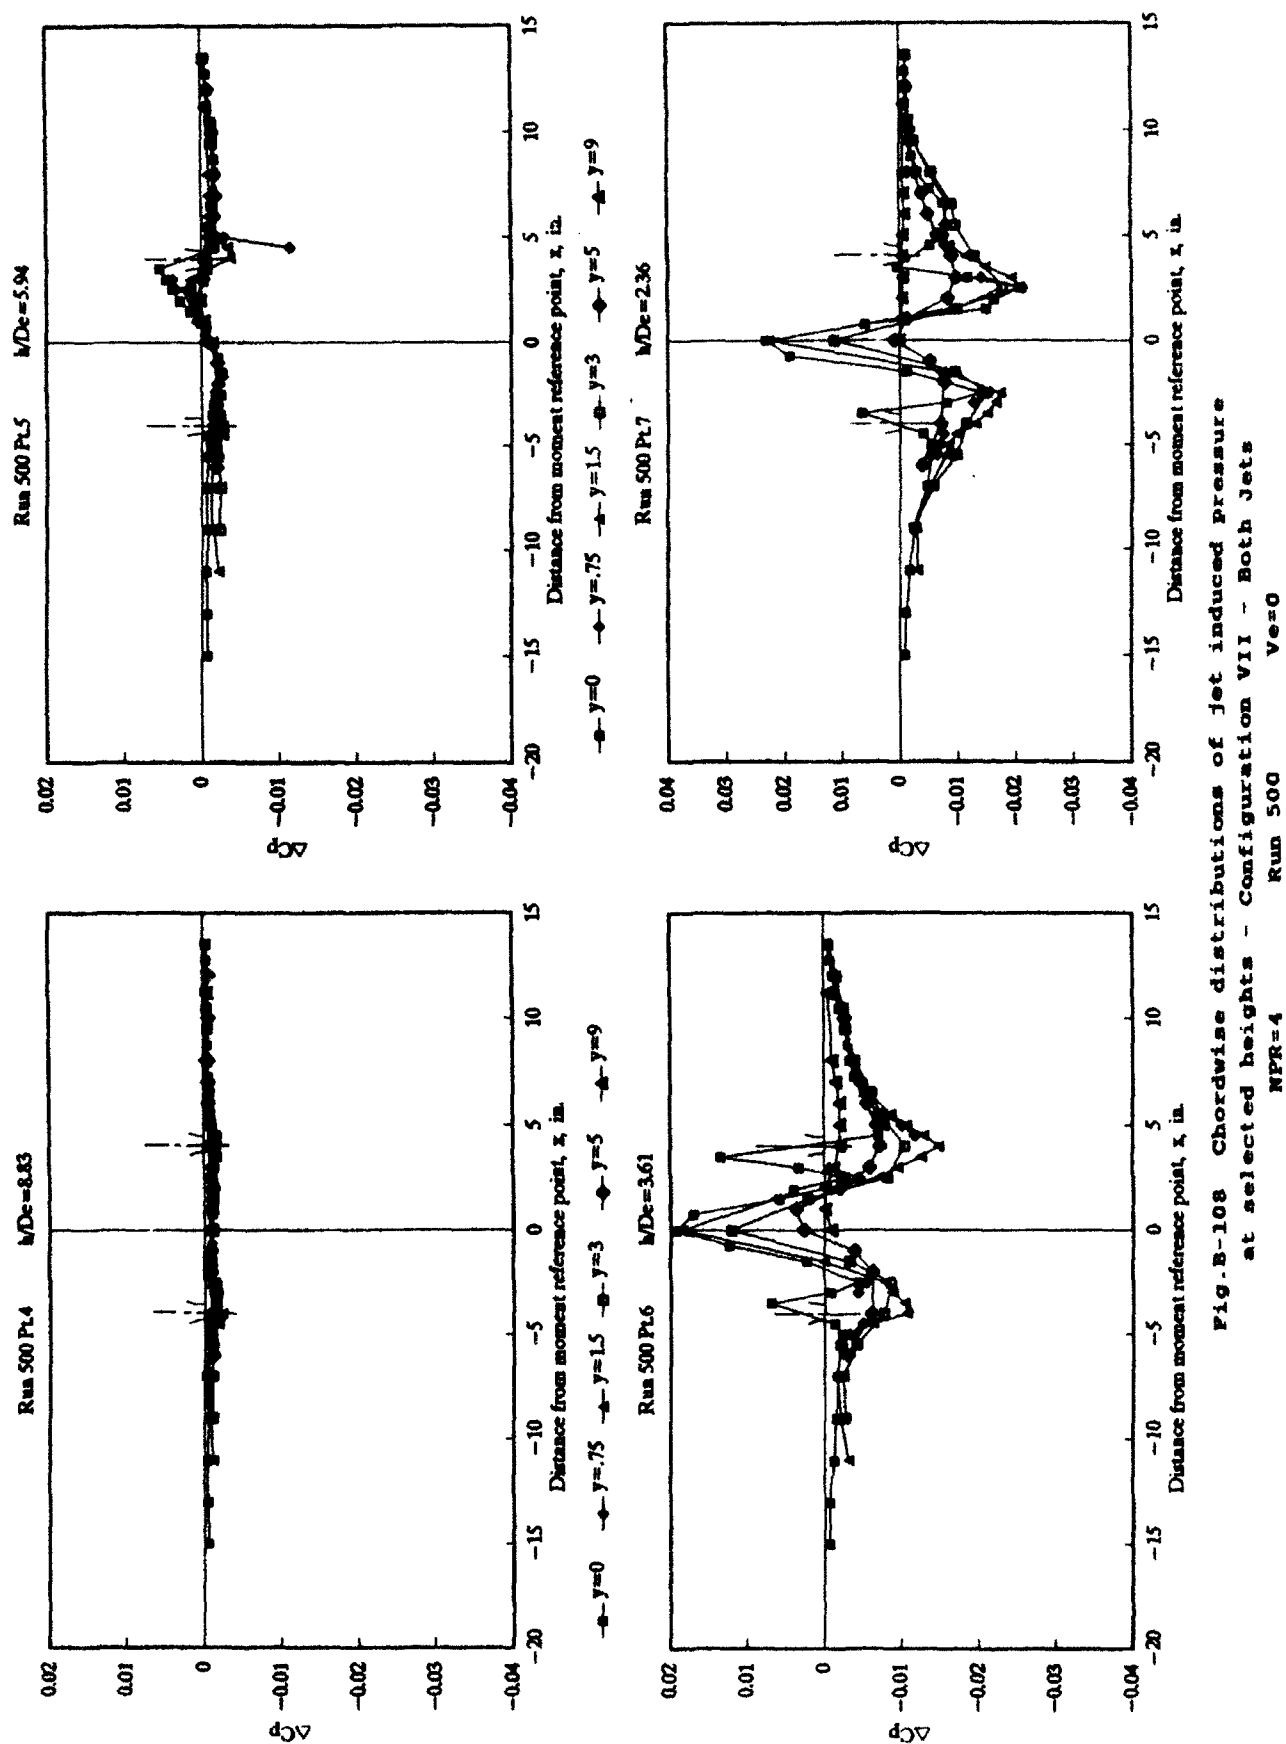 Run 500 Pt.4 h/De=8.83
0.02
0.01
0
-0.01
-0.02
-0.03
-0.04
ΔCp
-20 -15 -10 -5 0 5 10 15
Distance from moment reference point, x, in.
Run 500 Pt.5 h/De=5.94
0.02
0.01
0
-0.01
-0.02
-0.03
-0.04
ΔCp
-20 -15 -10 -5 0 5 10 15
Distance from moment reference point, x, in.
y=0 y=.75 y=1.5 y=3 y=5 y=9
y=0 y=.75 y=1.5 y=3 y=5 y=9
Run 500 Pt.6 h/De=3.61
0.02
0.01
0
-0.01
-0.02
-0.03
-0.04
ΔCp
-20 -15 -10 -5 0 5 10 15
Distance from moment reference point, x, in.
Run 500 Pt.7 h/De=2.36
0.04
0.03
0.02
0.01
0
-0.01
-0.02
-0.03
-0.04
ΔCp
-20 -15 -10 -5 0 5 10 15
Distance from moment reference point, x, in.
Fig.B-108 Chordwise distributions of jet induced pressure
at selected heights - Configuration VII - Both Jets
NPR=4 Run 500 Ve=0